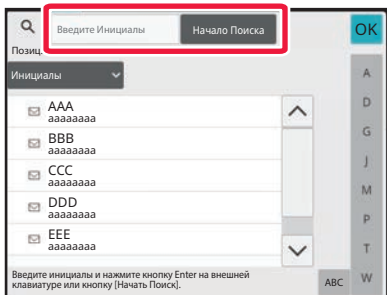 Введите Инициалы
Начало Поиска
OK
Позиц.
Инициалы
A
D
G
J
M
P
T
W
AAA
aaaaaaaa
BBB
aaaaaaaa
CCC
aaaaaaaa
DDD
aaaaaaaa
EEE
aaaaaaaa
Введите инициалы и нажмите кнопку Enter на внешней
клавиатуре или кнопку [Начать Поиск].
ABC